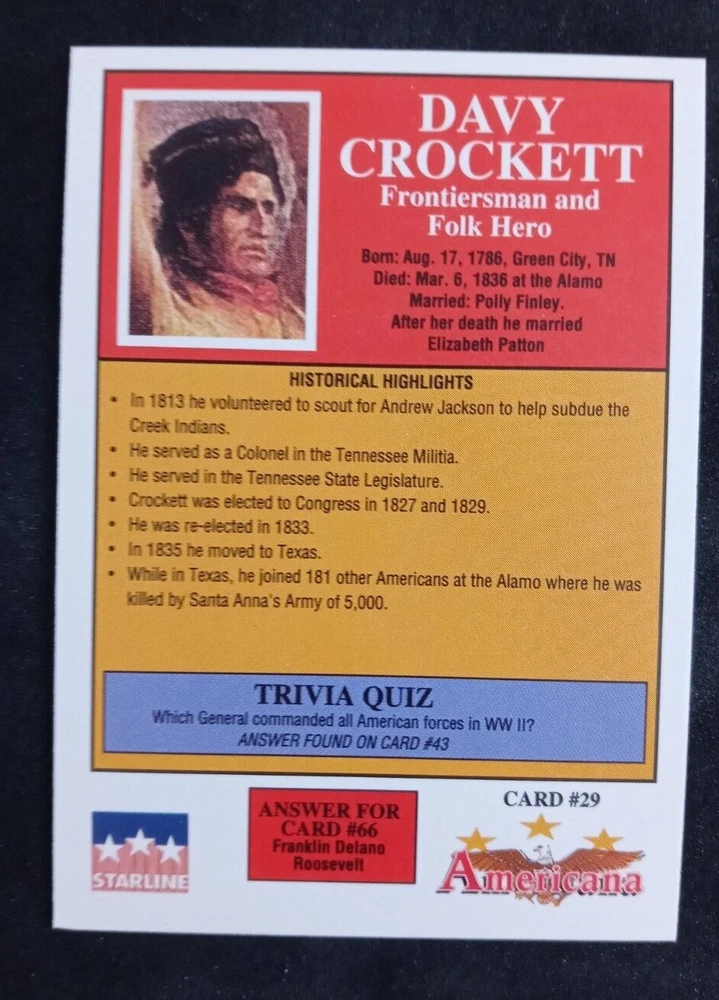 DAVY
CROCKETT
Frontiersman and
Folk Hero
Born: Aug. 17, 1786, Green City, TN
Died: Mar. 6, 1836 at the Alamo
Married: Polly Finley.
After her death he married
Elizabeth Patton
HISTORICAL HIGHLIGHTS
• In 1813 he volunteered to scout for Andrew Jackson to help subdue the
Creek Indians.
• He served as a Colonel in the Tennessee Militia.
• He served in the Tennessee State Legislature.
• Crockett was elected to Congress in 1827 and 1829.
• He was re-elected in 1833.
• In 1835 he moved to Texas.
• While in Texas, he joined 181 other Americans at the Alamo where he was
killed by Santa Anna's Army of 5,000.
TRIVIA QUIZ
Which General commanded all American forces in WW II?
ANSWER FOUND ON CARD #43
STARLINE
ANSWER FOR
CARD #66
Franklin Delano
Roosevelt
CARD #29
Americana